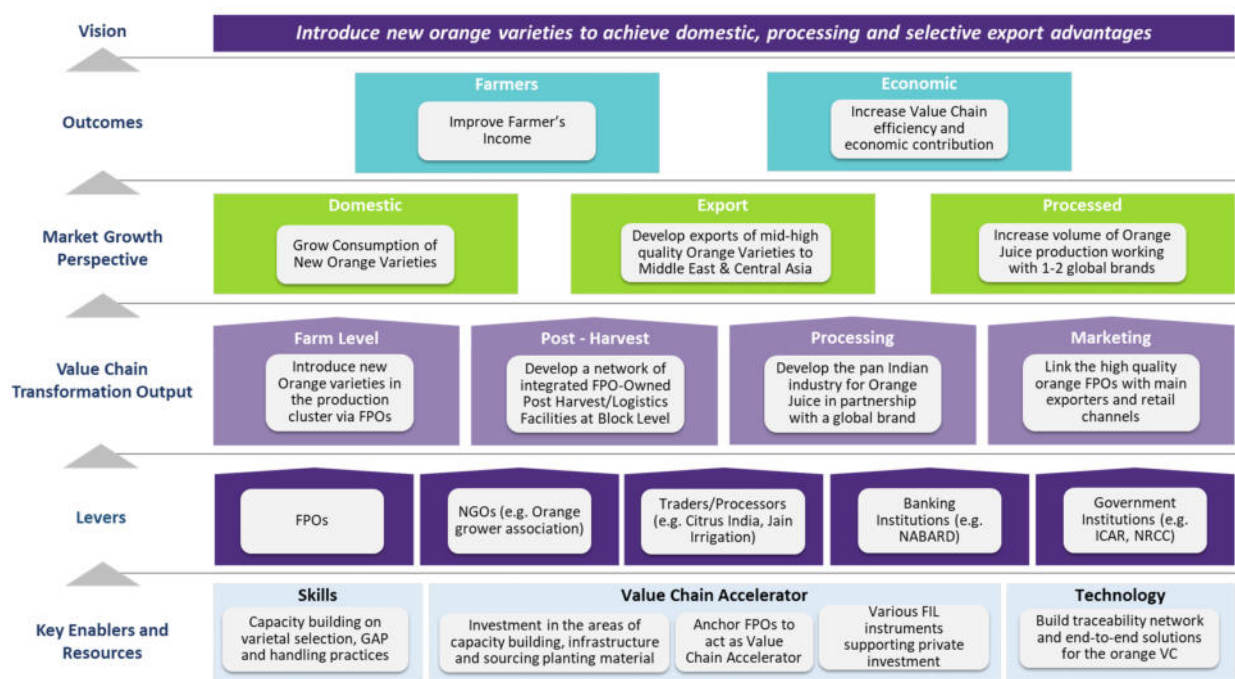 Vision
Introduce new orange varieties to achieve domestic, processing and selective export advantages
Outcomes
Farmers
Improve Farmer's
Income
Economic
Increase Value Chain
efficiency and
economic contribution
Market Growth
Perspective
Domestic
Grow Consumption of
New Orange Varieties
Export
Develop exports of mid-high
quality Orange Varieties to
Middle East & Central Asia
Processed
Increase volume of Orange
Juice production working
with 1-2 global brands
Value Chain
Transformation Output
Farm Level
Introduce new
Orange varieties in
the production
cluster via FPOs
Post - Harvest
Develop a network of
integrated FPO-Owned
Post Harvest/Logistics
Facilities at Block Level
Processing
Develop the pan Indian
industry for Orange
Juice in partnership
with a global brand
Marketing
Link the high quality
orange FPOs with main
exporters and retail
channels
Levers
FPOs
NGOs (e.g. Orange
grower association)
Traders/Processors
(e.g. Citrus India, Jain
Irrigation)
Banking
Institutions (e.g.
NABARD)
Government
Institutions (e.g.
ICAR, NRCC)
Key Enablers and
Resources
Skills
Capacity building on
varietal selection, GAP
and handling practices
Value Chain Accelerator
Investment in the areas of
capacity building, infrastructure
and sourcing planting material
Anchor FPOs to
act as Value
Chain Accelerator
Various FIL
instruments
supporting private
investment
Technology
Build traceability network
and end-to-end solutions
for the orange VC